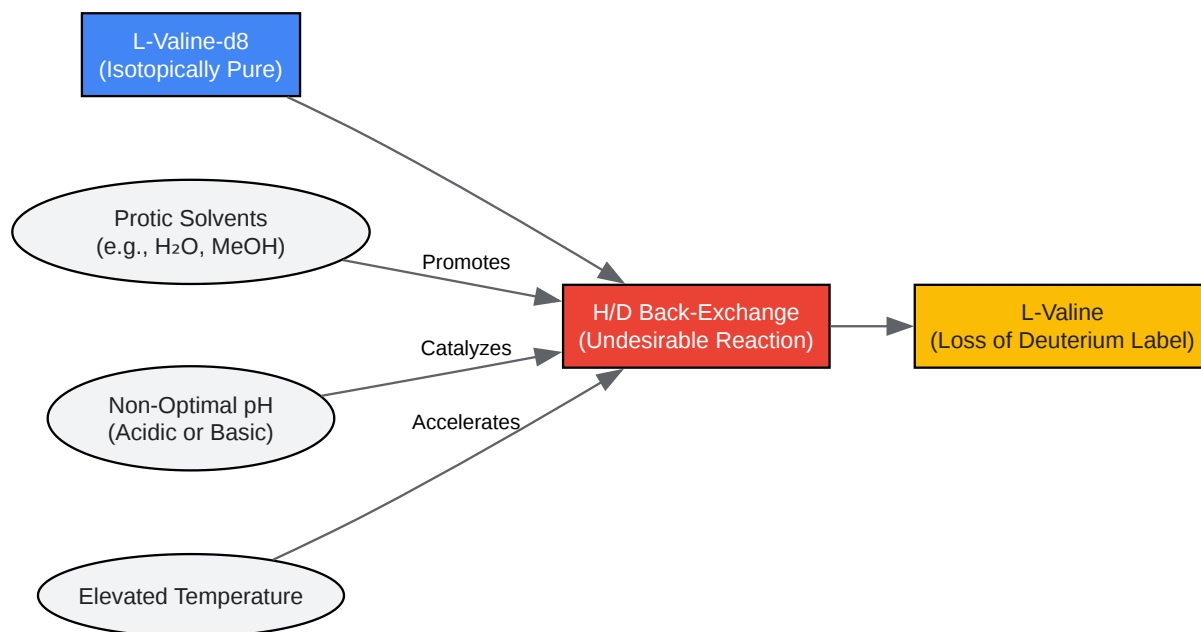 L-Valine-d8
(Isotopically Pure)
Protic Solvents
(e.g., H₂O, MeOH)
Promotes
H/D Back-Exchange
(Undesirable Reaction)
L-Valine
(Loss of Deuterium Label)
Catalyzes
Non-Optimal pH
(Acidic or Basic)
Accelerates
Elevated Temperature